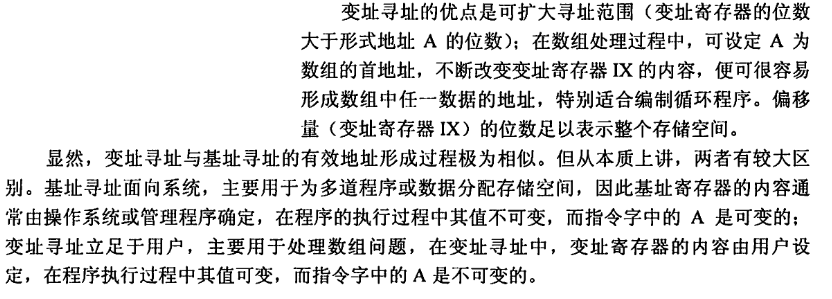 变址寻址的优点是可扩大寻址范围（变址寄存器的位数
大于形式地址 A 的位数）；在数组处理过程中，可设定 A 为
数组的首地址，不断改变变址寄存器 IX 的内容，便可很容易
形成数组中任一数据的地址，特别适合编制循环程序。偏移
量（变址寄存器 IX）的位数足以表示整个存储空间。
显然，变址寻址与基址寻址的有效地址形成过程极为相似。但从本质上讲，两者有较大区
别。基址寻址面向系统，主要用于为多道程序或数据分配存储空间，因此基址寄存器的内容通
常由操作系统或管理程序确定，在程序的执行过程中其值不可变，而指令字中的 A 是可变的；
变址寻址立足于用户，主要用于处理数组问题，在变址寻址中，变址寄存器的内容由用户设
定，在程序执行过程中其值可变，而指令字中的 A 是不可变的。